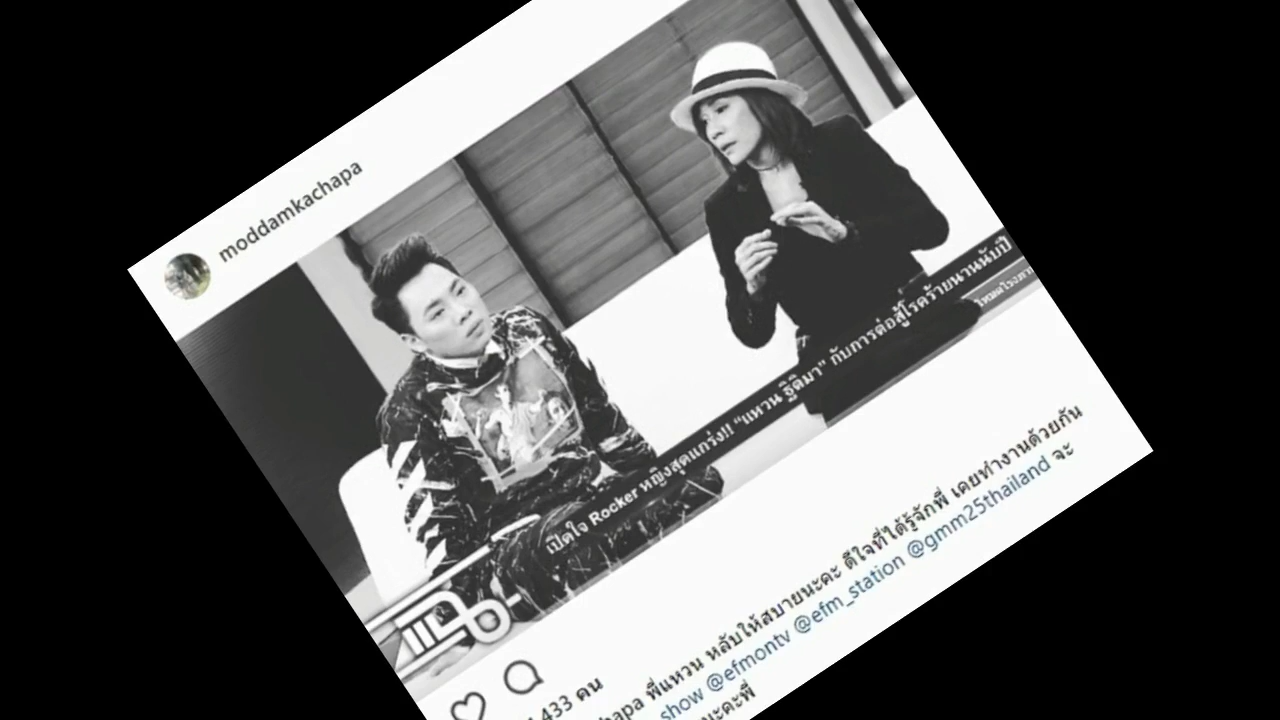 moddamkachapa
เปิดใจ Rocker หญิงสุดแกร่ง!! "แหวน ฐิติมา" กับการต่อสู้โรคร้ายนานนับปี
แฉ
433 คน
chapa พี่แหวน หลับให้สบายนะคะ ดีใจที่ได้รู้จักพี่ เคยทำงานด้วยกัน
show @efmontv @efm_station @gmm25thailand จะ
นะคะพี่